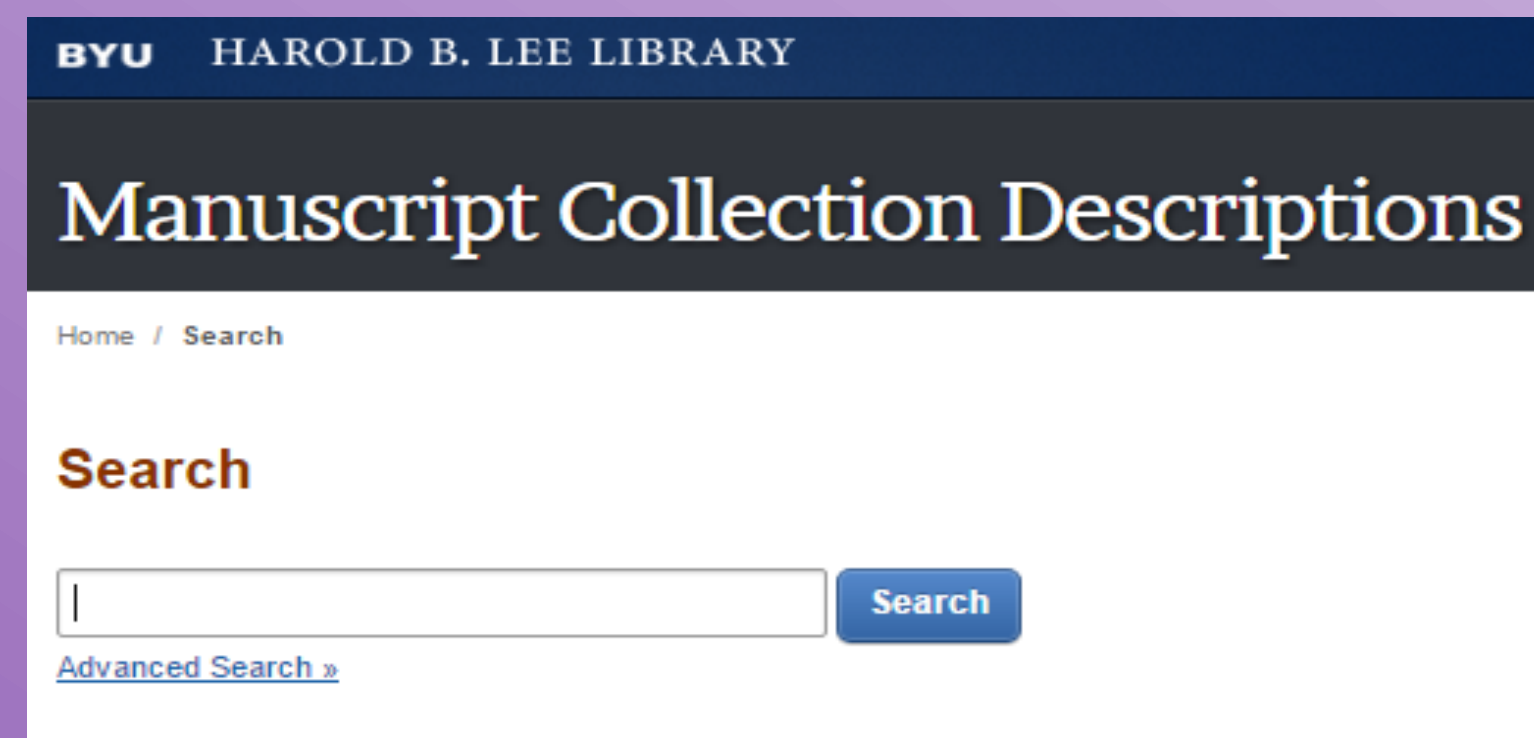 BYU HAROLD B. LEE LIBRARY
Manuscript Collection Descriptions
Home / Search
Search
Search
Advanced Search »